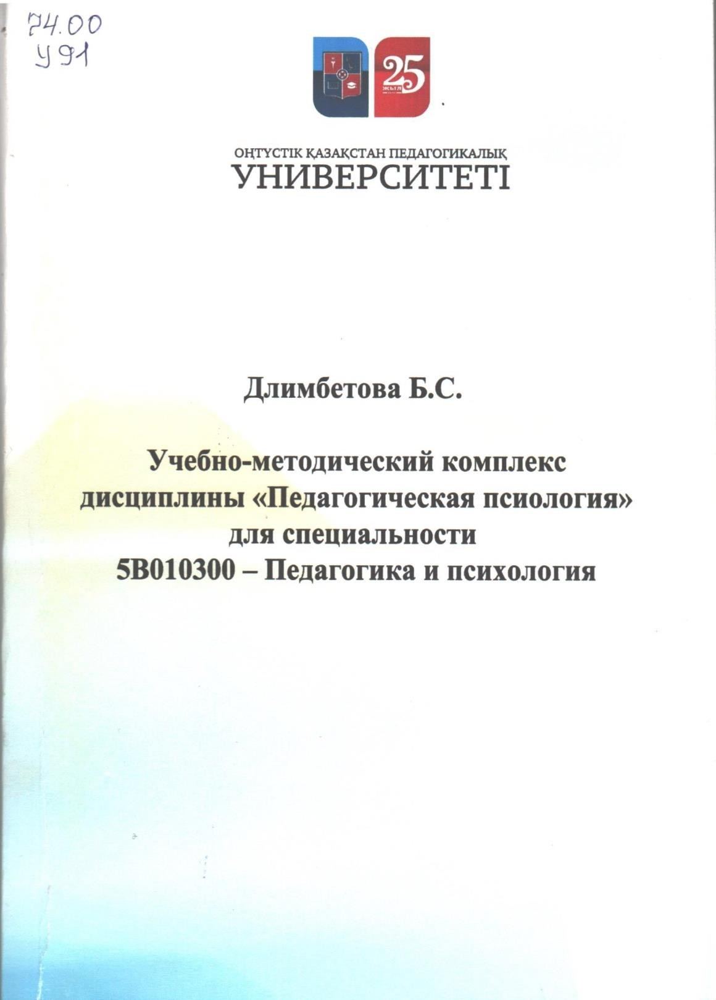 74.00
У91
25
ЖЫЛ
ОҢТҮСТІК ҚАЗАҚСТАН ПЕДАГОГИКАЛЫҚ
УНИВЕРСИТЕТІ
Длимбетова Б.С.
Учебно-методический комплекс
дисциплины «Педагогическая псиология»
для специальности
5В010300 – Педагогика и психология